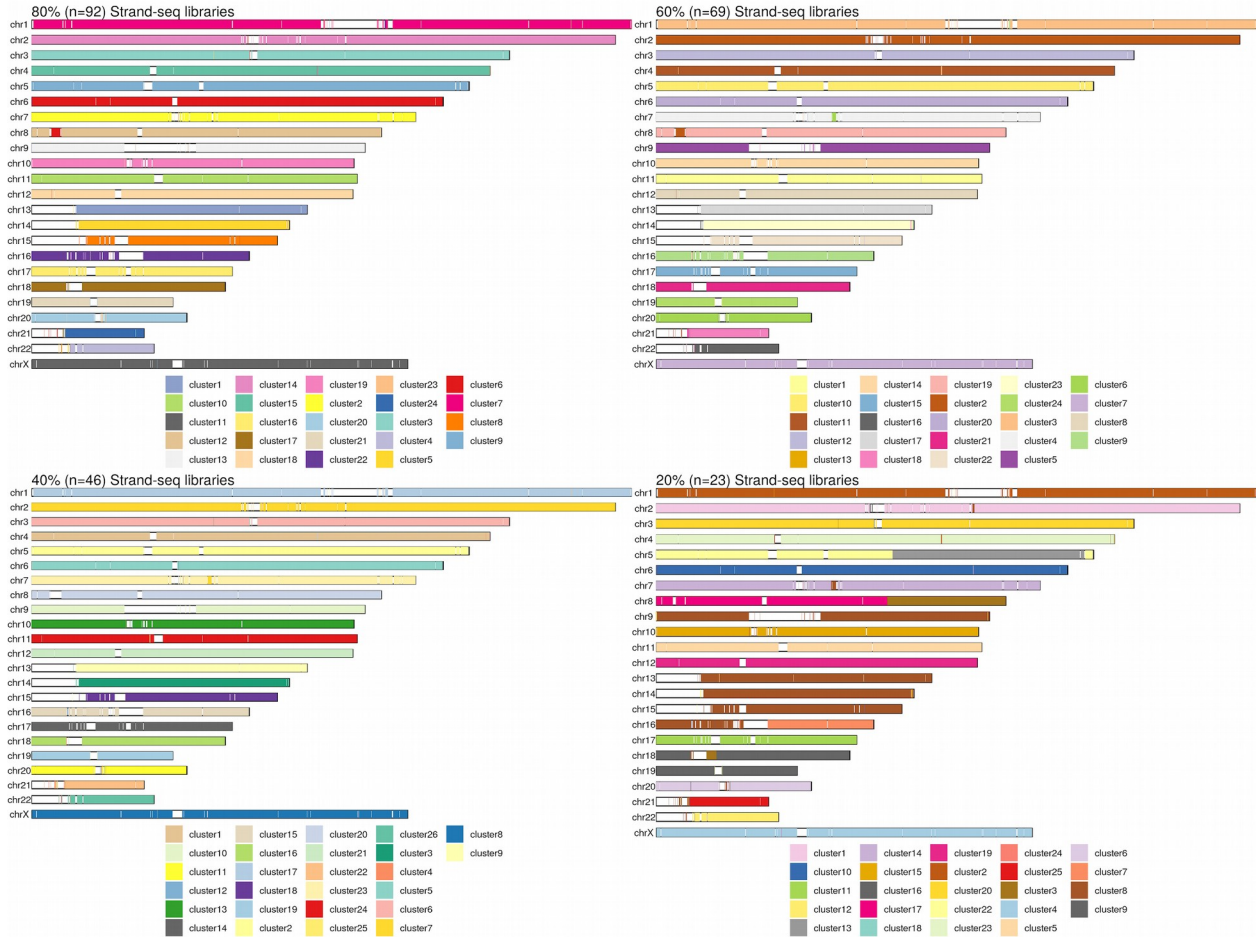 80% (n=92) Strand-seq libraries
chr1
chr2
chr3
chr4
chr5
chr6
chr7
chr8
chr9
chr10
chr11
chr12
chr13
chr14
chr15
chr16
chr17
chr18
chr19
chr20
chr21
chr22
chrX
cluster1 cluster14 cluster19 cluster23 cluster6
cluster10 cluster15 cluster2 cluster24 cluster7
cluster11 cluster16 cluster20 cluster3 cluster8
cluster12 cluster17 cluster21 cluster4 cluster9
cluster13 cluster18 cluster22 cluster5
60% (n=69) Strand-seq libraries
chr1
chr2
chr3
chr4
chr5
chr6
chr7
chr8
chr9
chr10
chr11
chr12
chr13
chr14
chr15
chr16
chr17
chr18
chr19
chr20
chr21
chr22
chrX
cluster1 cluster14 cluster19 cluster23 cluster6
cluster10 cluster15 cluster2 cluster24 cluster7
cluster11 cluster16 cluster20 cluster3 cluster8
cluster12 cluster17 cluster21 cluster4 cluster9
cluster13 cluster18 cluster22 cluster5
40% (n=46) Strand-seq libraries
chr1
chr2
chr3
chr4
chr5
chr6
chr7
chr8
chr9
chr10
chr11
chr12
chr13
chr14
chr15
chr16
chr17
chr18
chr19
chr20
chr21
chr22
chrX
cluster1 cluster15 cluster20 cluster26 cluster8
cluster10 cluster16 cluster21 cluster3 cluster9
cluster11 cluster17 cluster22 cluster4
cluster12 cluster18 cluster23 cluster5
cluster13 cluster19 cluster24 cluster6
cluster14 cluster2 cluster25 cluster7
20% (n=23) Strand-seq libraries
chr1
chr2
chr3
chr4
chr5
chr6
chr7
chr8
chr9
chr10
chr11
chr12
chr13
chr14
chr15
chr16
chr17
chr18
chr19
chr20
chr21
chr22
chrX
cluster1 cluster14 cluster19 cluster24 cluster6
cluster10 cluster15 cluster2 cluster25 cluster7
cluster11 cluster16 cluster20 cluster3 cluster8
cluster12 cluster17 cluster22 cluster4 cluster9
cluster13 cluster18 cluster23 cluster5